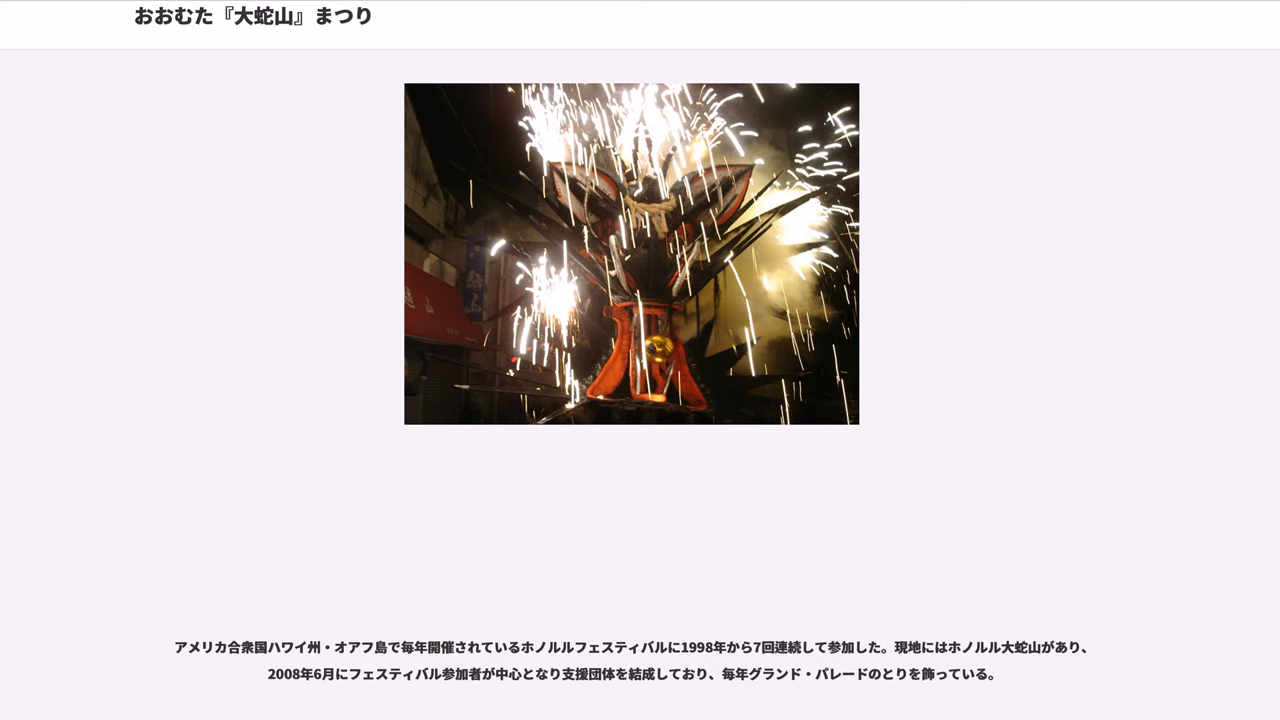 おおむた『大蛇山』まつり
アメリカ合衆国ハワイ州・オアフ島で毎年開催されているホノルルフェスティバルに1998年から7回連続して参加した。現地にはホノルル大蛇山があり、
2008年6月にフェスティバル参加者が中心となり支援団体を結成しており、毎年グランド・パレードのとりを飾っている。